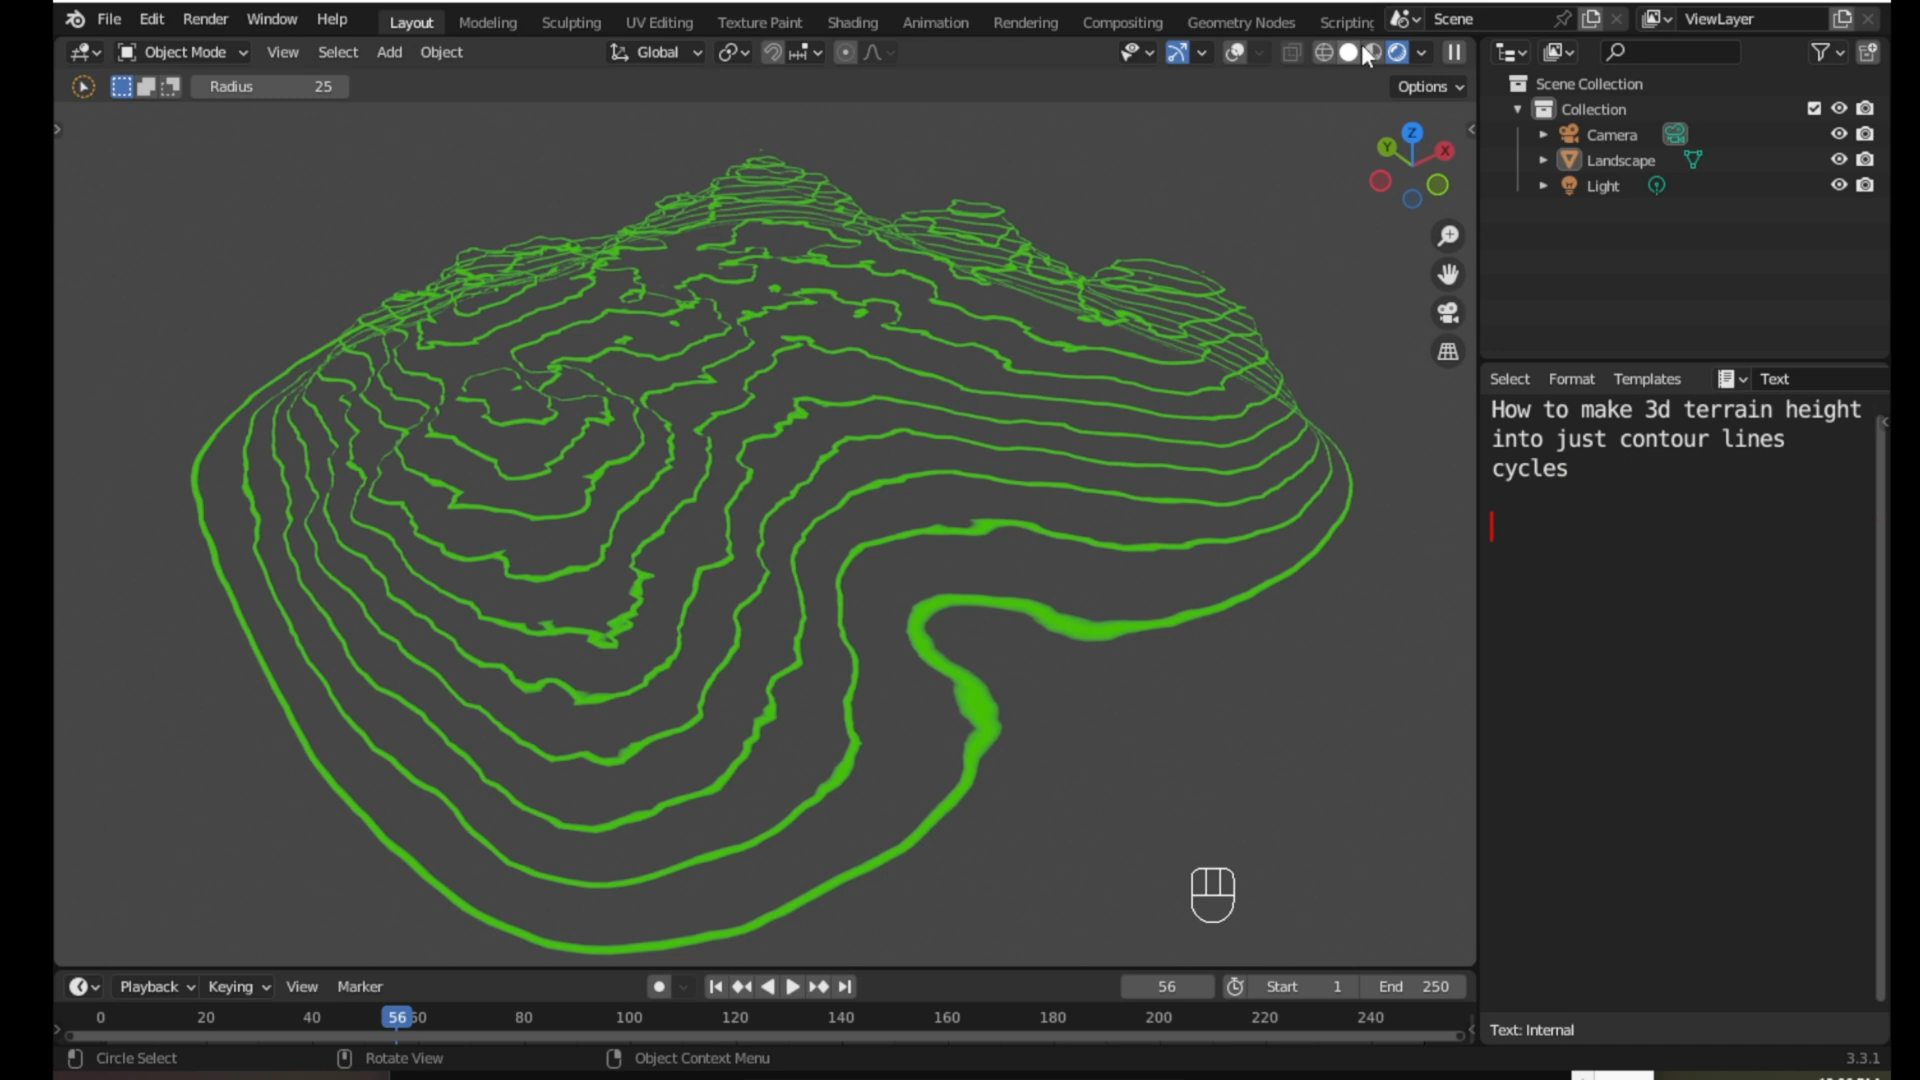 File Edit Render Window Help Layout Modeling Sculpting UV Editing Texture Paint Shading Animation Rendering Compositing Geometry Nodes Scripting Scene ViewLayer
Object Mode View Select Add Object Global
Radius 25 Options
Scene Collection
Collection
Camera
Landscape
Light
Z
Y
X
Select Format Templates Text
How to make 3d terrain height
into just contour lines
cycles
Playback Keying View Marker 56 Start 1 End 250
0 20 40 56 60 80 100 120 140 160 180 200 220 240
Text: Internal
Circle Select Rotate View Object Context Menu 3.3.1